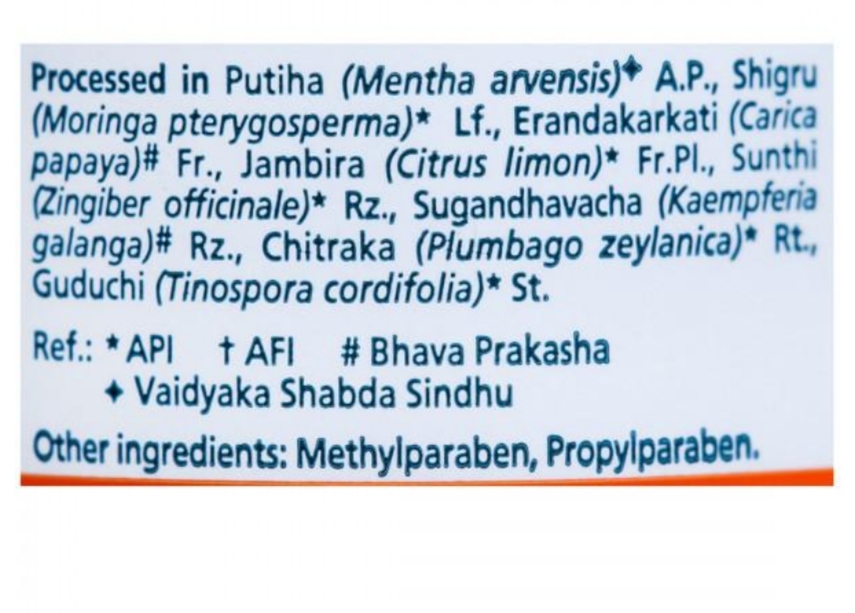 Processed in Putiha (Mentha arvensis)✦ A.P., Shigru
(Moringa pterygosperma)* Lf., Erandakarkati (Carica
papaya)# Fr., Jambira (Citrus limon)* Fr.Pl., Sunthi
(Zingiber officinale)* Rz., Sugandhavacha (Kaempferia
galanga)# Rz., Chitraka (Plumbago zeylanica)* Rt.,
Guduchi (Tinospora cordifolia)* St.
Ref.: * API † AFI # Bhava Prakasha
✦ Vaidyaka Shabda Sindhu
Other ingredients: Methylparaben, Propylparaben.